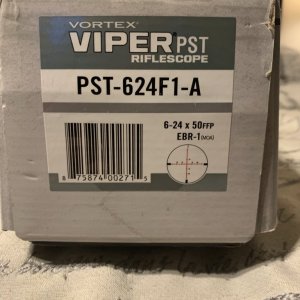 VORTEX®
VIPER® PST
RIFLESCOPE
PST-624F1-A
6-24 x 50 FFP
EBR-1 (MOA)
8 75874 00271 5